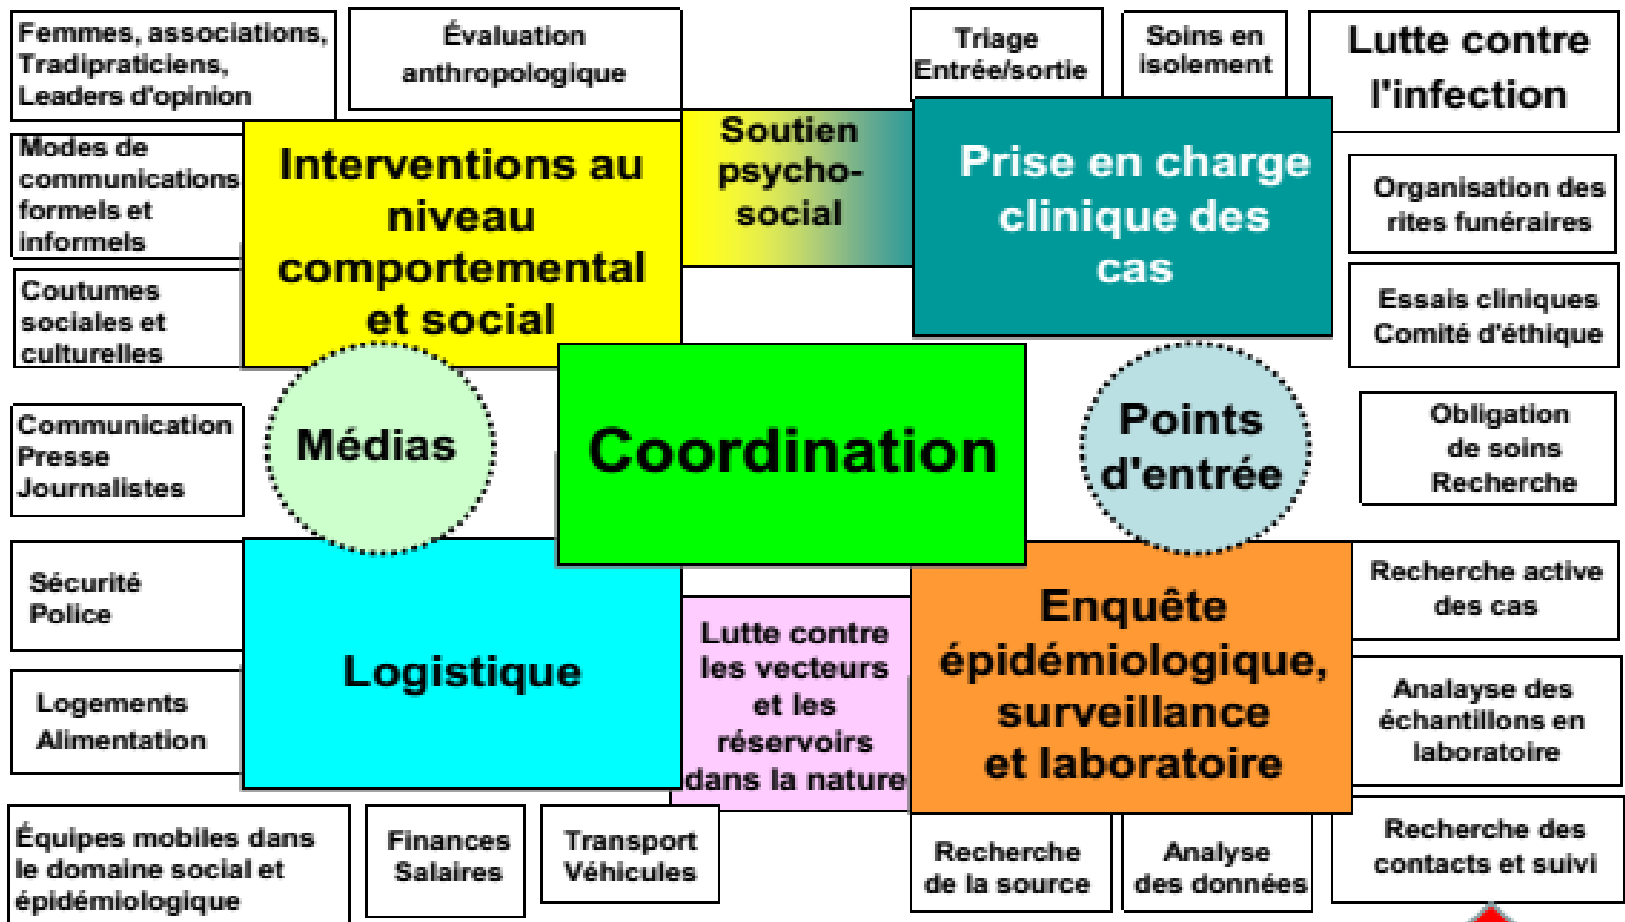 Femmes, associations,
Tradipraticiens,
Leaders d'opinion
Évaluation
anthropologique
Triage
Entrée/sortie
Soins en
isolement
Lutte contre
l'infection
Modes de
communications
formels et
informels
Interventions au
niveau
comportemental
et social
Soutien
psycho-
social
Prise en charge
clinique des
cas
Organisation des
rites funéraires
Coutumes
sociales et
culturelles
Essais cliniques
Comité d'éthique
Communication
Presse
Journalistes
Médias
Coordination
Points
d'entrée
Obligation
de soins
Recherche
Sécurité
Police
Logistique
Lutte contre
les vecteurs
et les
réservoirs
dans la nature
Enquête
épidémiologique,
surveillance
et laboratoire
Recherche active
des cas
Logements
Alimentation
Analayse des
échantillons en
laboratoire
Équipes mobiles dans
le domaine social et
épidémiologique
Finances
Salaires
Transport
Véhicules
Recherche
de la source
Analyse
des données
Recherche des
contacts et suivi